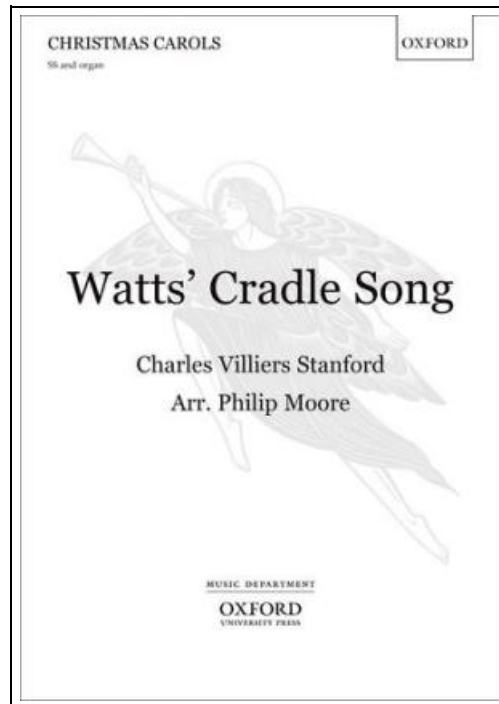 CHRISTMAS CAROLS
OXFORD
SS and organ
Watts’ Cradle Song
Charles Villiers Stanford
Arr. Philip Moore
MUSIC DEPARTMENT
OXFORD
UNIVERSITY PRESS